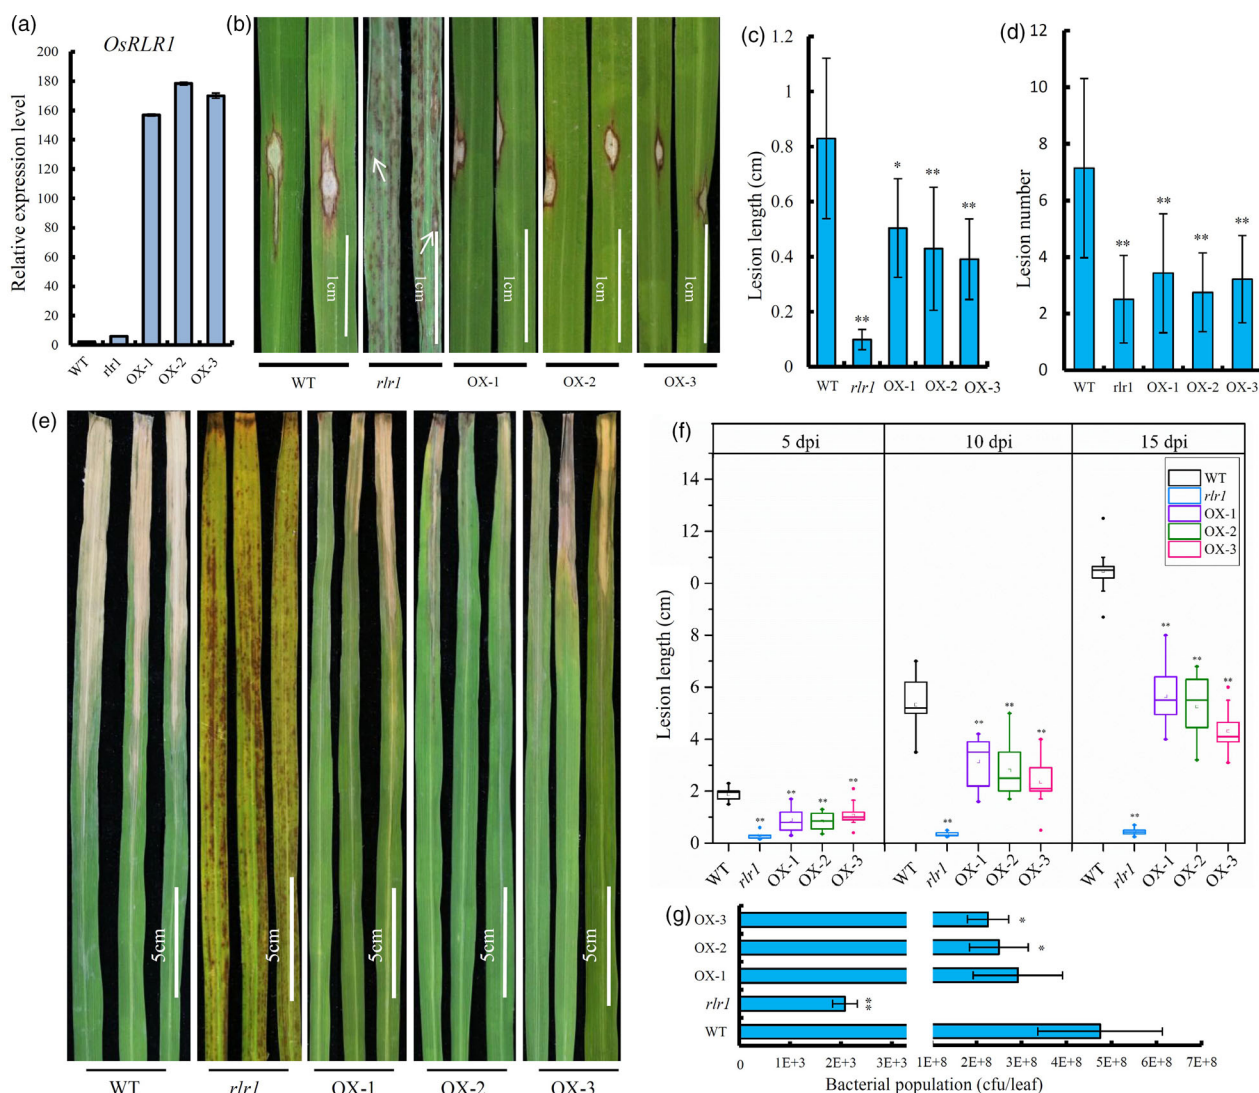 (a)
OsRLR1
Relative expression level
200
180
160
140
120
100
80
60
40
20
0
WT rlr1 OX-1 OX-2 OX-3
(b)
1cm 1cm 1cm 1cm 1cm
WT rlr1 OX-1 OX-2 OX-3
(c)
Lesion length (cm)
1.2
1
0.8
0.6
0.4
0.2
0
** * ** **
WT rlr1 OX-1 OX-2 OX-3
(d)
Lesion number
12
10
8
6
4
2
0
** ** ** **
WT rlr1 OX-1 OX-2 OX-3
(e)
5cm 5cm 5cm 5cm 5cm
WT rlr1 OX-1 OX-2 OX-3
(f)
5 dpi 10 dpi 15 dpi
WT
rlr1
OX-1
OX-2
OX-3
Lesion length (cm)
14
12
0
8
6
4
2
0
** ** ** **
** ** ** **
** ** ** **
WT rlr1 OX-1 OX-2 OX-3 WT rlr1 OX-1 OX-2 OX-3 WT rlr1 OX-1 OX-2 OX-3
(g)
OX-3 *
OX-2 *
OX-1
rlr1 **
WT
0 1E+3 2E+3 3E+3 1E+8 2E+8 3E+8 4E+8 5E+8 6E+8 7E+8
Bacterial population (cfu/leaf)